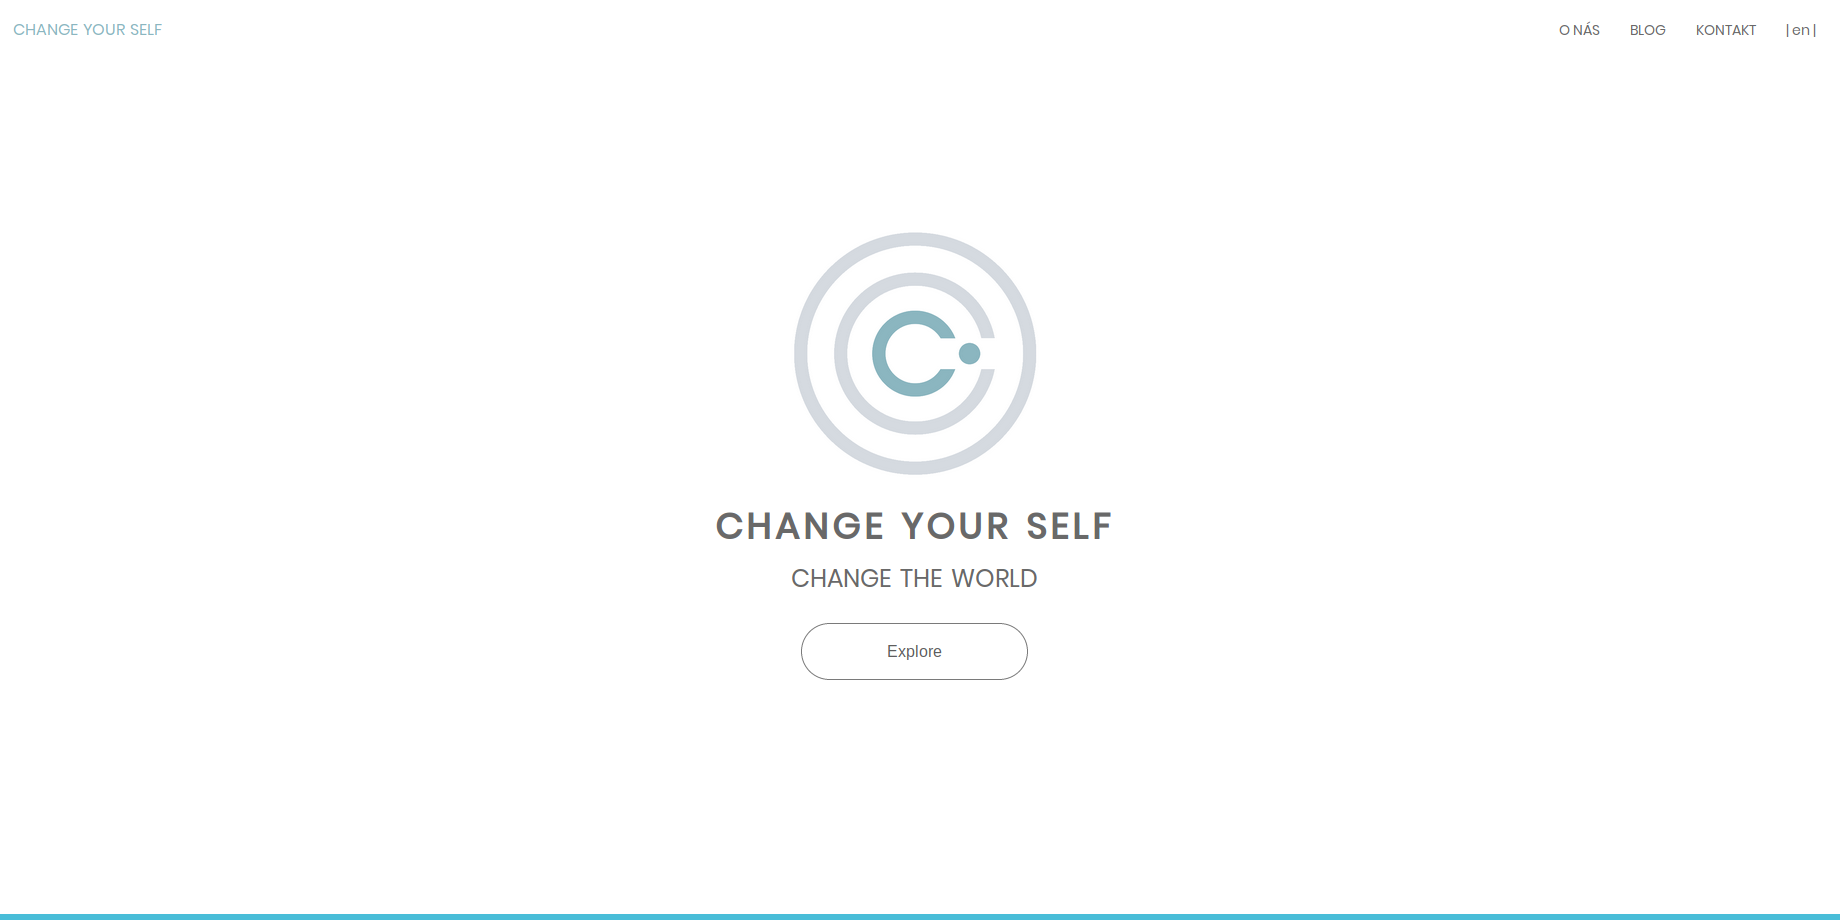 CHANGE YOUR SELF
O NÁS BLOG KONTAKT | en |
CHANGE YOUR SELF
CHANGE THE WORLD
Explore